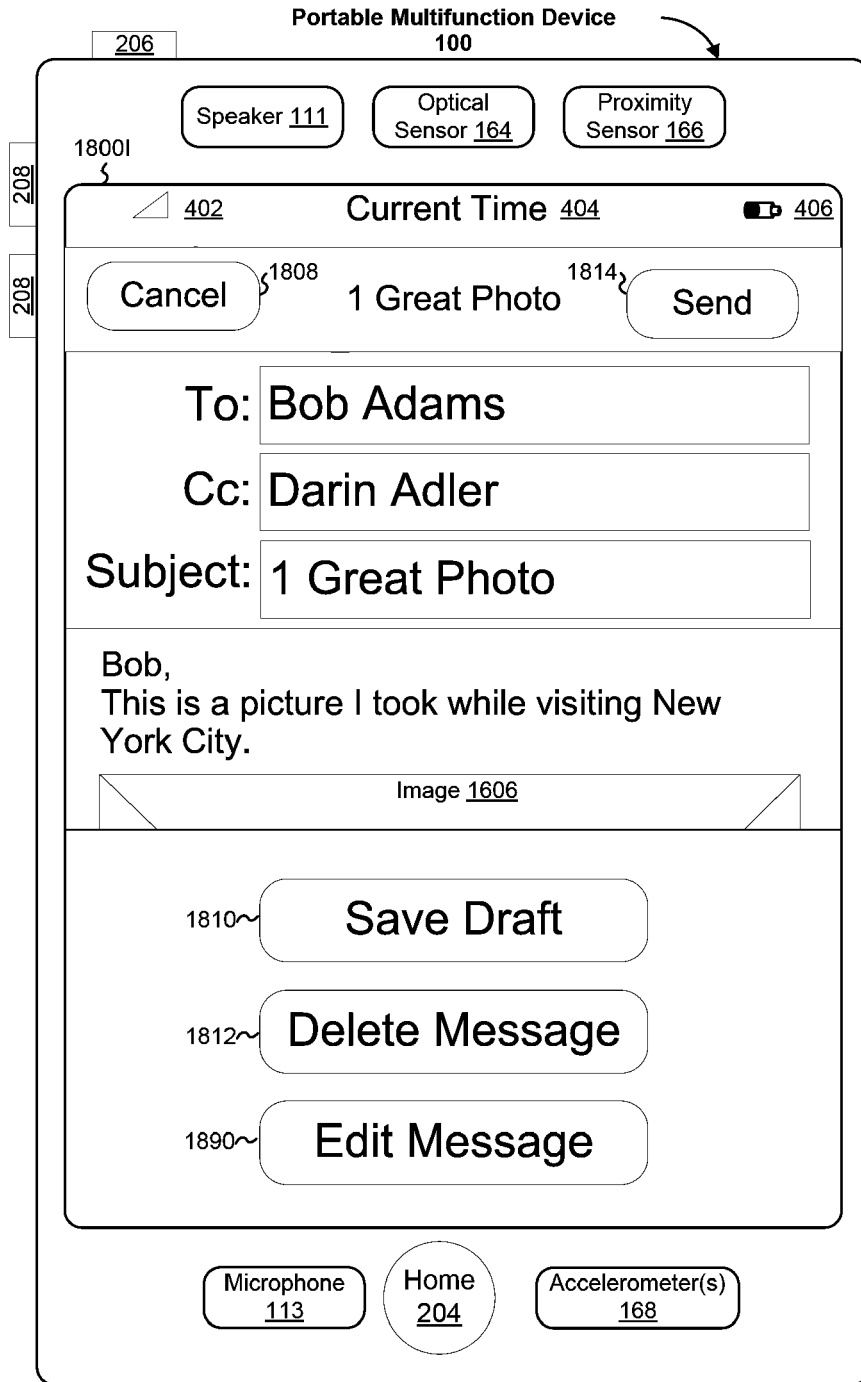 Portable Multifunction Device
100
206
Speaker 111
Optical
Sensor 164
Proximity
Sensor 166
208
1800I
402 Current Time 404 406
208
Cancel 1808 1 Great Photo 1814 Send
To: Bob Adams
Cc: Darin Adler
Subject: 1 Great Photo
Bob,
This is a picture I took while visiting New
York City.
Image 1606
1810 Save Draft
1812 Delete Message
1890 Edit Message
Microphone
113
Home
204
Accelerometer(s)
168